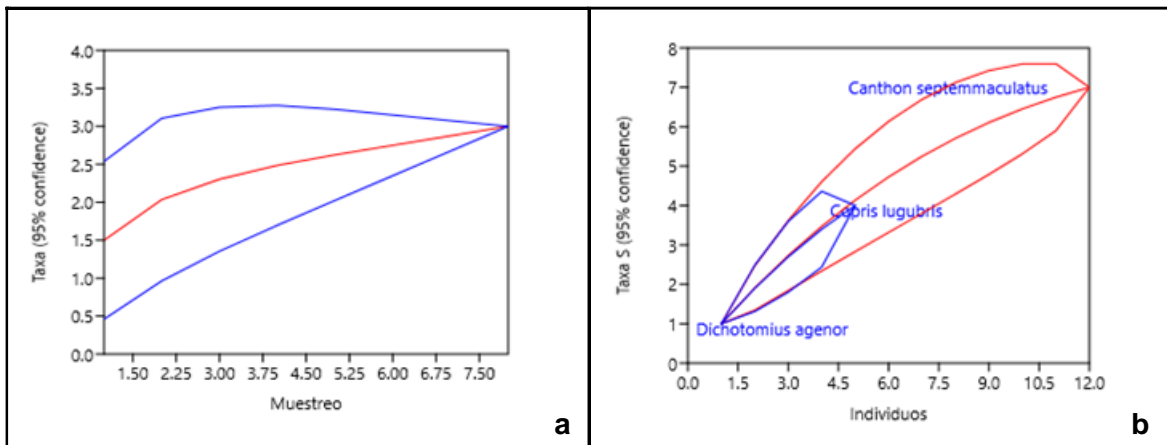 4.0
3.5
3.0
2.5
2.0
1.5
1.0
0.5
0.0
Taxa (95% confidence)
1.50 2.25 3.00 3.75 4.50 5.25 6.00 6.75 7.50
Muestreo
a
8
7
6
5
4
3
2
1
0
Taxa S (95% confidence)
Canthon septemmaculatus
Copris lugubris
Dichotomius agenor
0.0 1.5 3.0 4.5 6.0 7.5 9.0 10.5 12.0
Individuos
b